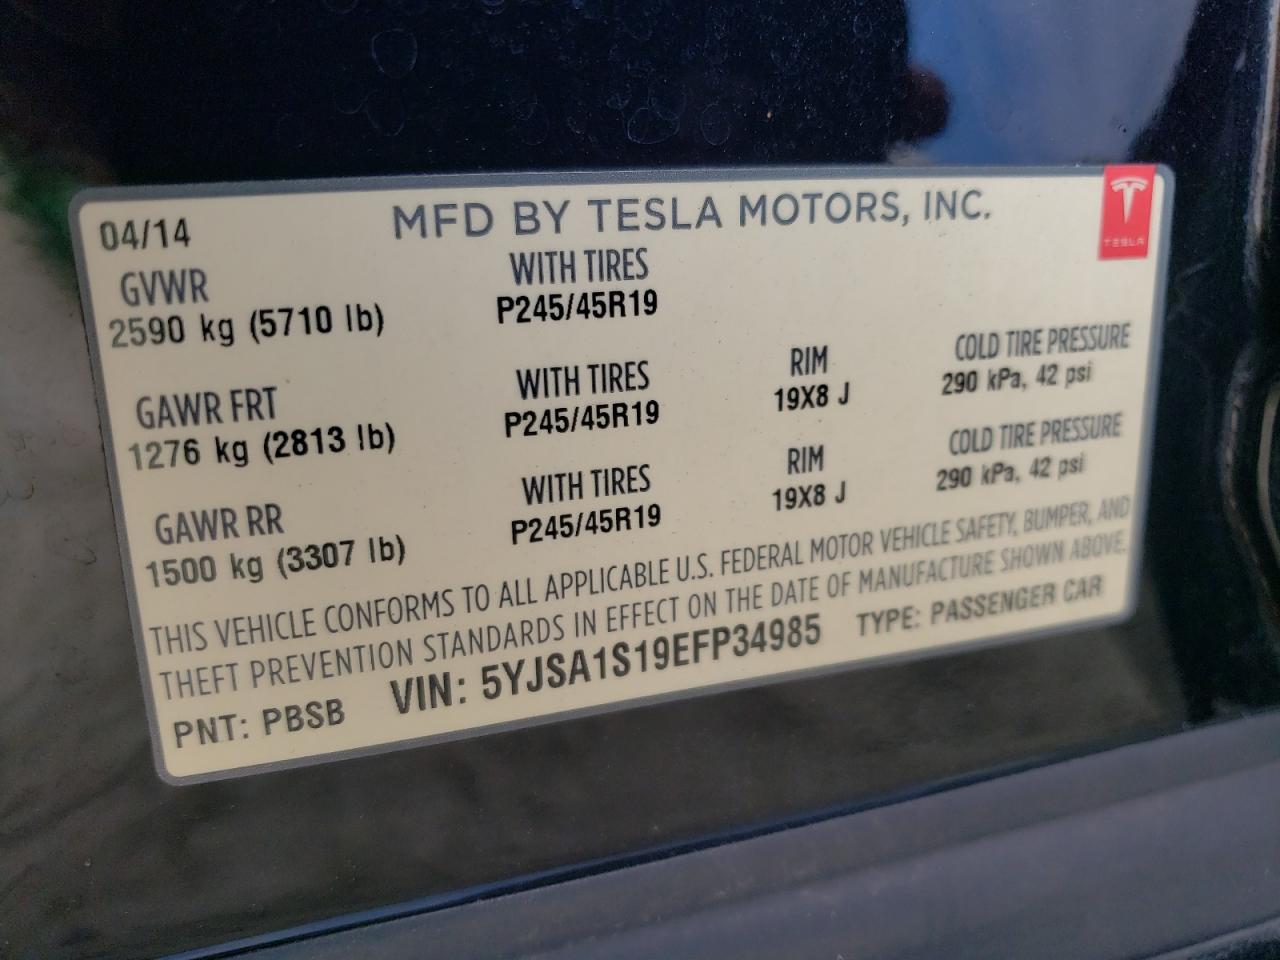 04/14 MFD BY TESLA MOTORS, INC.
TESLA
GVWR WITH TIRES
2590 kg (5710 lb) P245/45R19
GAWR FRT WITH TIRES RIM COLD TIRE PRESSURE
1276 kg (2813 lb) P245/45R19 19X8 J 290 kPa, 42 psi
GAWR RR WITH TIRES RIM COLD TIRE PRESSURE
1500 kg (3307 lb) P245/45R19 19X8 J 290 kPa, 42 psi
THIS VEHICLE CONFORMS TO ALL APPLICABLE U.S. FEDERAL MOTOR VEHICLE SAFETY, BUMPER, AND
THEFT PREVENTION STANDARDS IN EFFECT ON THE DATE OF MANUFACTURE SHOWN ABOVE.
PNT: PBSB VIN: 5YJSA1S19EFP34985 TYPE: PASSENGER CAR